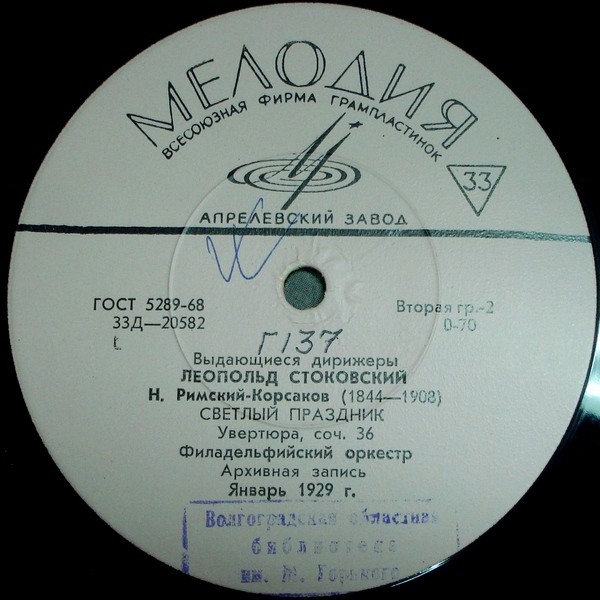 МЕЛОДИЯ
ВСЕСОЮЗНАЯ ФИРМА ГРАМПЛАСТИНОК
33
АПРЕЛЕВСКИЙ ЗАВОД
ГОСТ 5289-68
Вторая гр.-2
33Д—20582
0-70
Г137
Выдающиеся дирижеры
ЛЕОПОЛЬД СТОКОВСКИЙ
Н. Римский-Корсаков (1844—1908)
СВЕТЛЫЙ ПРАЗДНИК
Увертюра, соч. 36
Филадельфийский оркестр
Архивная запись
Январь 1929 г.
Волгоградская областная
библиотека
им. М. Горького